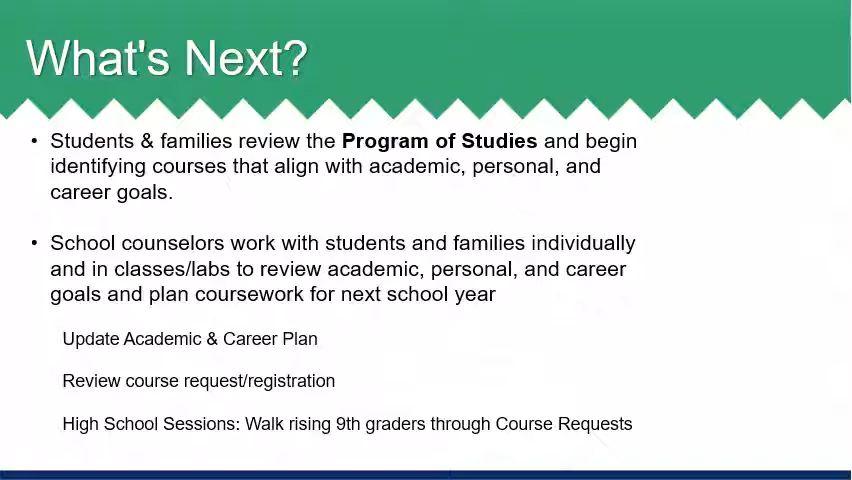 What's Next?
• Students & families review the Program of Studies and begin
identifying courses that align with academic, personal, and
career goals.
• School counselors work with students and families individually
and in classes/labs to review academic, personal, and career
goals and plan coursework for next school year
Update Academic & Career Plan
Review course request/registration
High School Sessions: Walk rising 9th graders through Course Requests